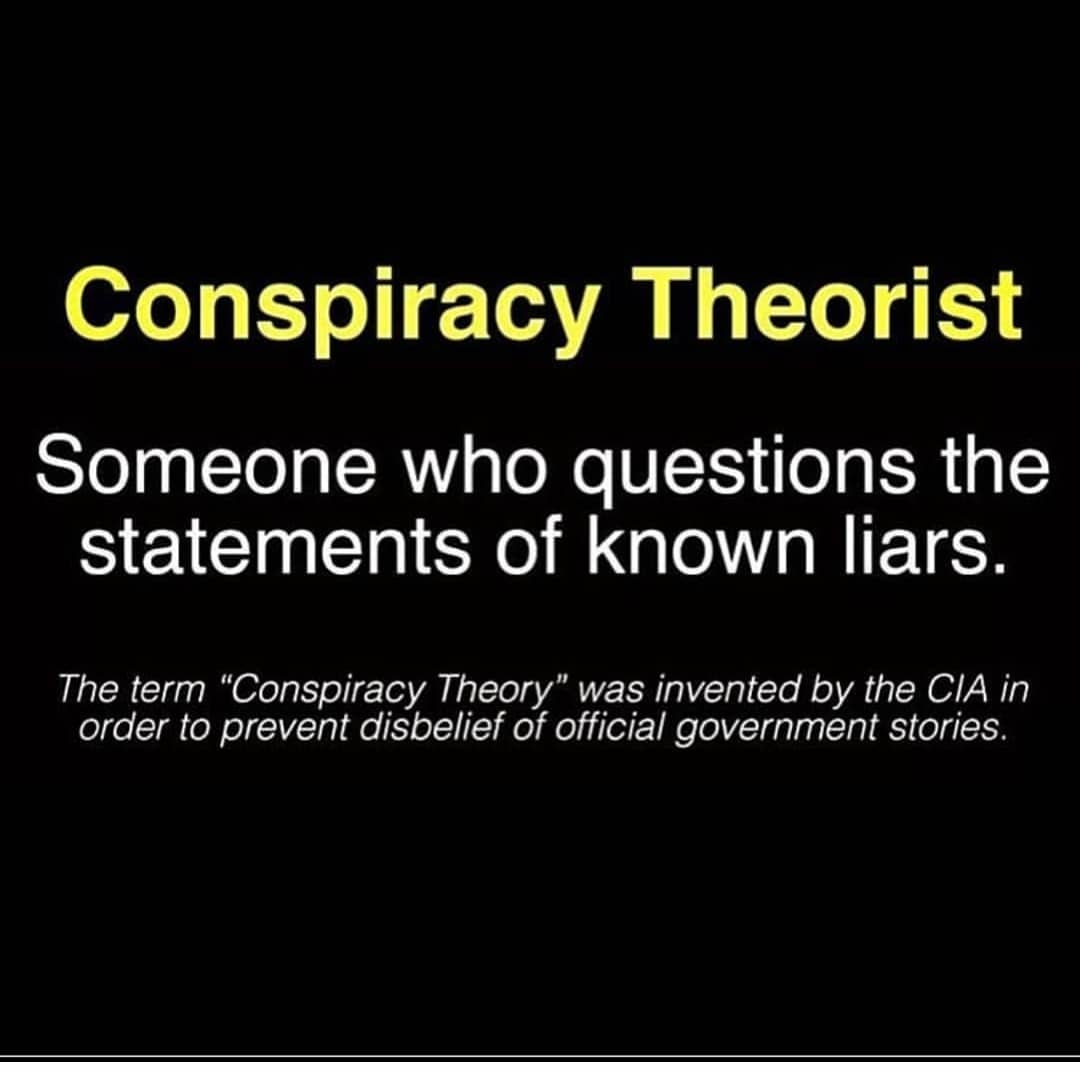 Conspiracy Theorist
Someone who questions the
statements of known liars.
The term “Conspiracy Theory” was invented by the CIA in
order to prevent disbelief of official government stories.